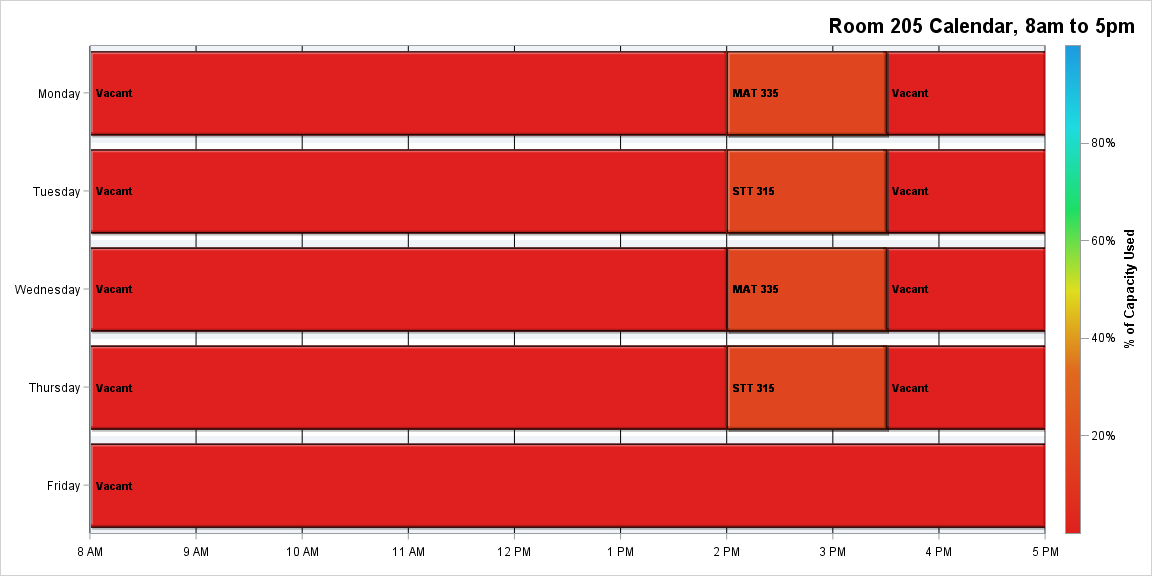 Room 205 Calendar, 8am to 5pm
Monday
Vacant
MAT 335
Vacant
Tuesday
Vacant
STT 315
Vacant
Wednesday
Vacant
MAT 335
Vacant
Thursday
Vacant
STT 315
Vacant
Friday
Vacant
8 AM
9 AM
10 AM
11 AM
12 PM
1 PM
2 PM
3 PM
4 PM
5 PM
80%
60%
40%
20%
% of Capacity Used